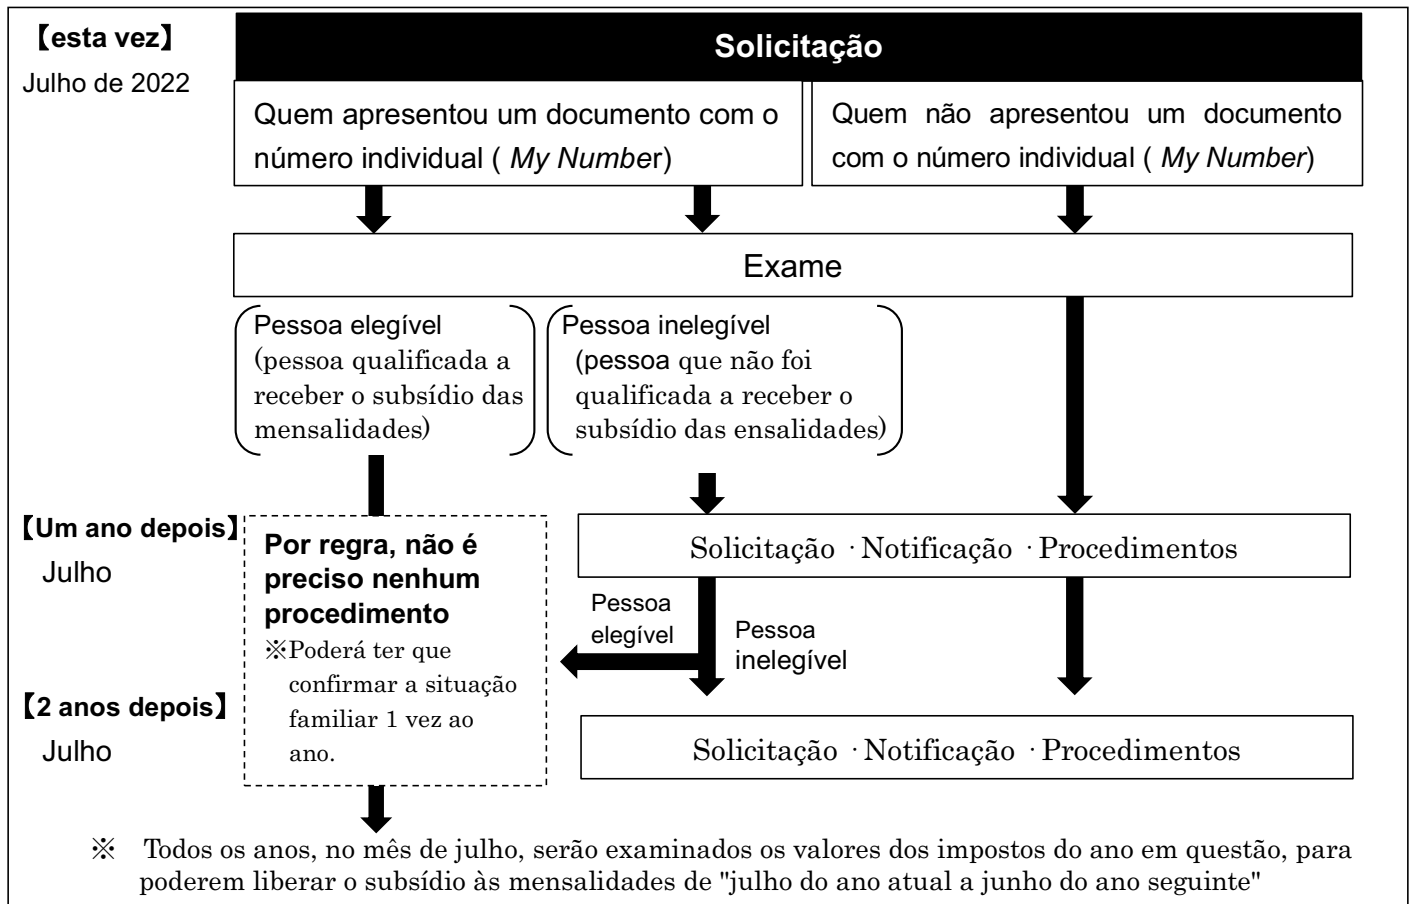 【esta vez】
Julho de 2022
Solicitação
Quem apresentou um documento com o
número individual ( My Number)
Quem não apresentou um documento
com o número individual ( My Number)
Exame
Pessoa elegível
(pessoa qualificada a
receber o subsídio das
mensalidades)
Pessoa inelegível
(pessoa que não foi
qualificada a receber o
subsídio das ensalidades)
【Um ano depois】
Julho
Por regra, não é
preciso nenhum
procedimento
※Poderá ter que
confirmar a situação
familiar 1 vez ao
ano.
Solicitação ·Notificação ·Procedimentos
Pessoa
elegível
Pessoa
inelegível
【2 anos depois】
Julho
Solicitação ·Notificação ·Procedimentos
※ Todos os anos, no mês de julho, serão examinados os valores dos impostos do ano em questão, para
poderem liberar o subsídio às mensalidades de "julho do ano atual a junho do ano seguinte"